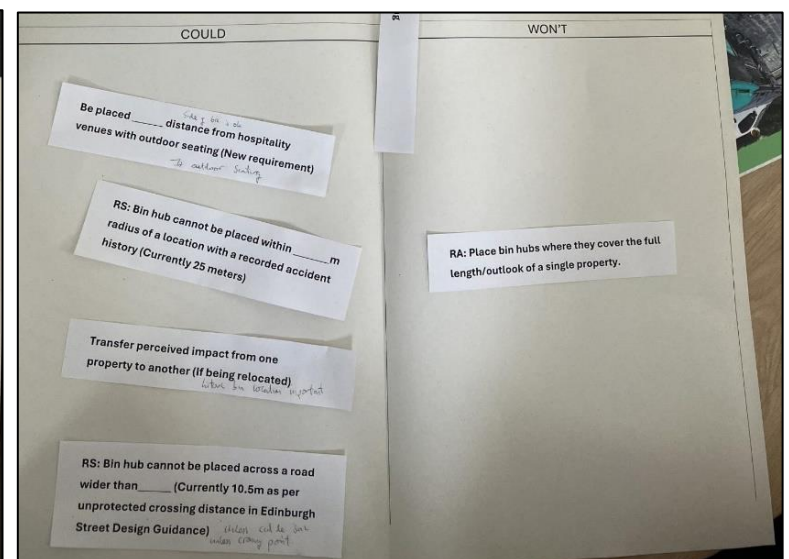 COULD
WON'T
Be placed _____ distance from hospitality
venues with outdoor seating (New requirement)
outdoor Seating
RS: Bin hub cannot be placed within ______m
radius of a location with a recorded accident
history (Currently 25 meters)
Transfer perceived impact from one
property to another (if being relocated)
RS: Bin hub cannot be placed across a road
wider than_____ (Currently 10.5m as per
unprotected crossing distance in Edinburgh
Street Design Guidance)
RA: Place bin hubs where they cover the full
length/outlook of a single property.